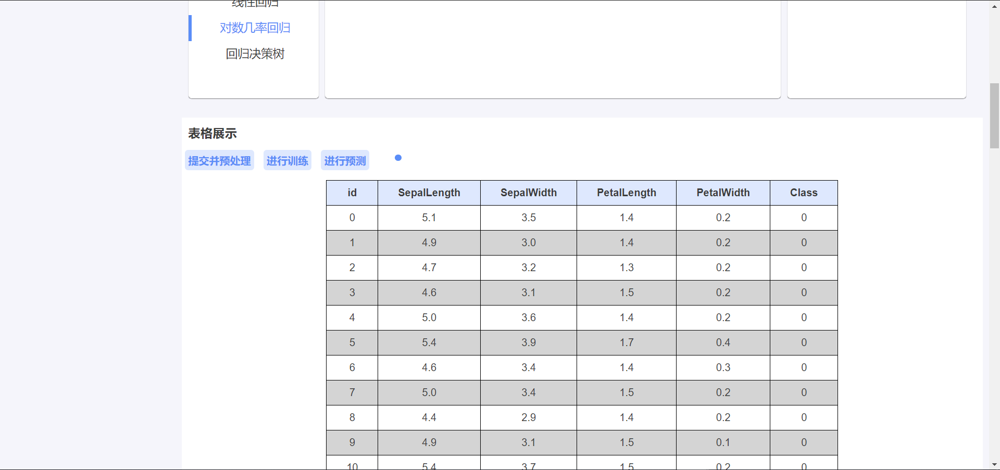 线性回归
对数几率回归
回归决策树
表格展示
提交并预处理 进行训练 进行预测
id SepalLength SepalWidth PetalLength PetalWidth Class
0 5.1 3.5 1.4 0.2 0
1 4.9 3.0 1.4 0.2 0
2 4.7 3.2 1.3 0.2 0
3 4.6 3.1 1.5 0.2 0
4 5.0 3.6 1.4 0.2 0
5 5.4 3.9 1.7 0.4 0
6 4.6 3.4 1.4 0.3 0
7 5.0 3.4 1.5 0.2 0
8 4.4 2.9 1.4 0.2 0
9 4.9 3.1 1.5 0.1 0
10 5.4 3.7 1.5 0.2 0